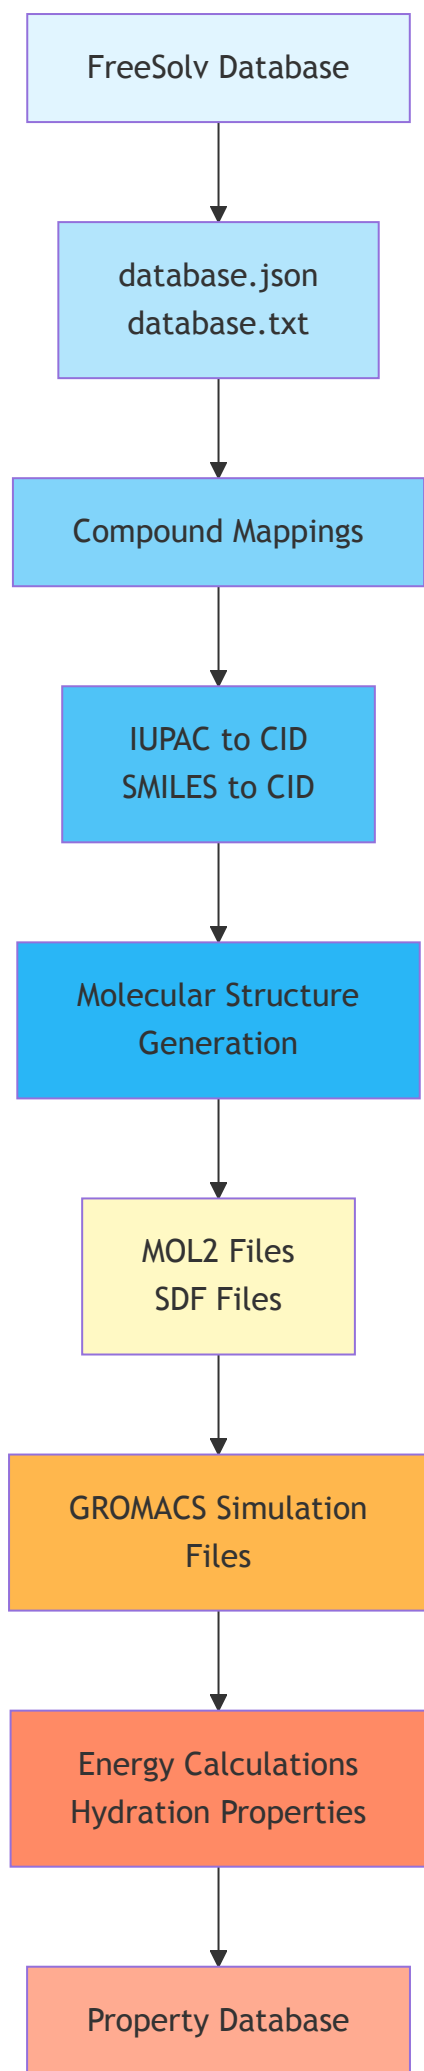 FreeSolv Database
database.json
database.txt
Compound Mappings
IUPAC to CID
SMILES to CID
Molecular Structure
Generation
MOL2 Files
SDF Files
GROMACS Simulation
Files
Energy Calculations
Hydration Properties
Property Database